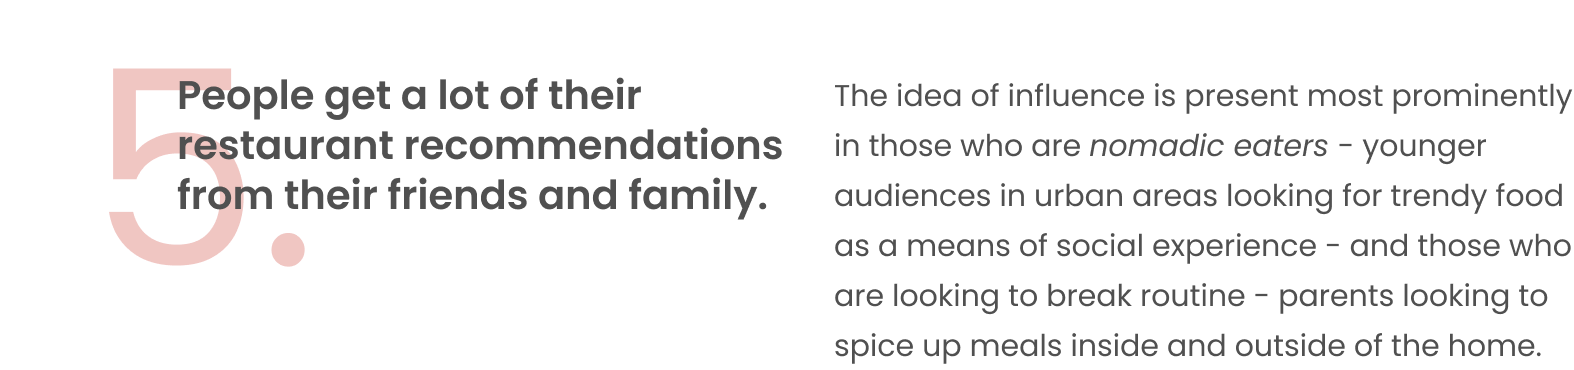 5.
People get a lot of their
restaurant recommendations
from their friends and family.
The idea of influence is present most prominently
in those who are nomadic eaters - younger
audiences in urban areas looking for trendy food
as a means of social experience - and those who
are looking to break routine - parents looking to
spice up meals inside and outside of the home.